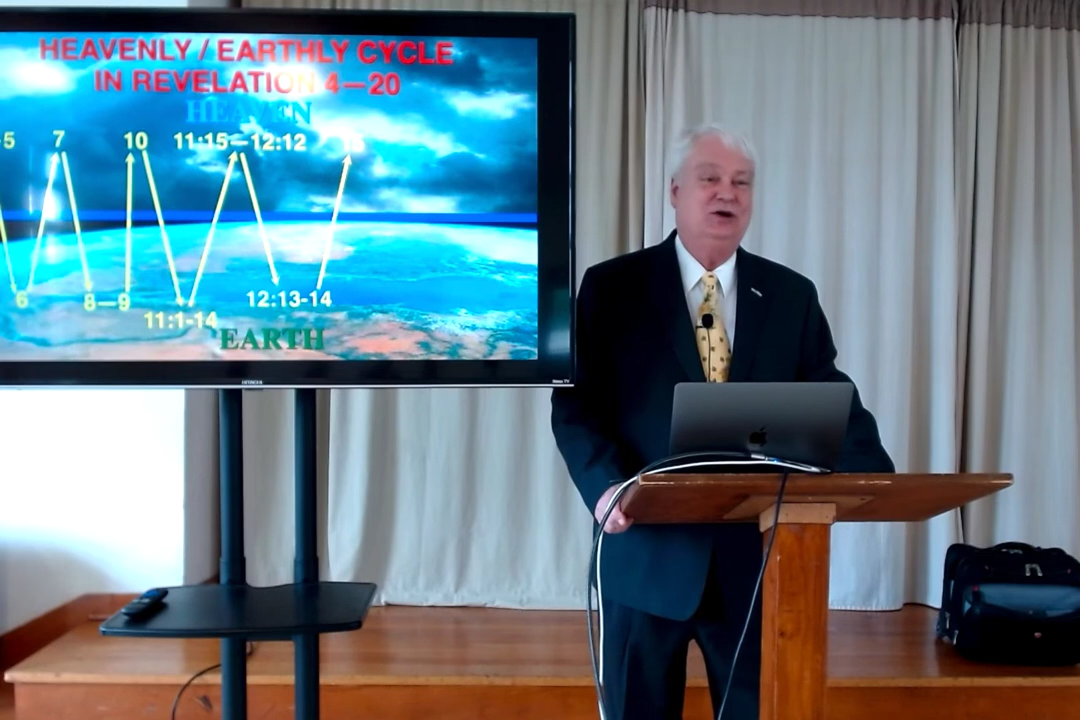 HEAVENLY / EARTHLY CYCLE
IN REVELATION 4—20
HEAVEN
-5 7 10 11:15—12:12
6 8—9 12:13-14
11:1-14
EARTH
HITACHI